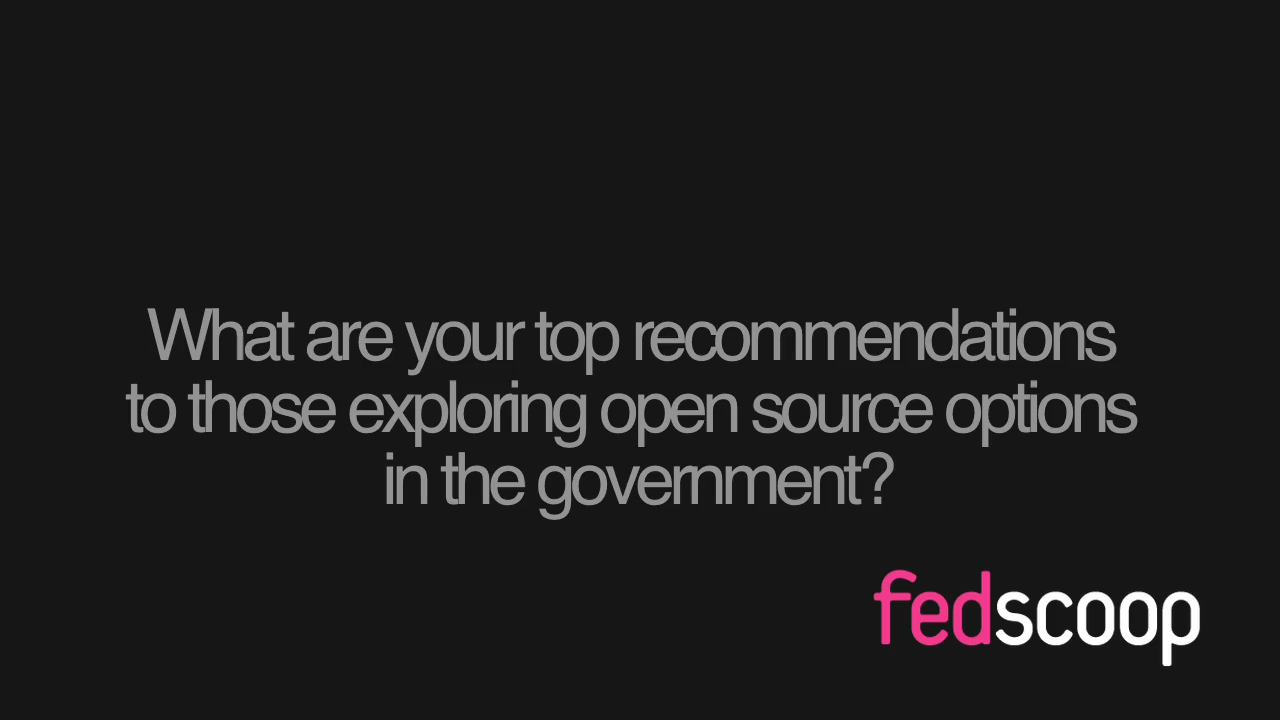 What are your top recommendations
to those exploring open source options
in the government?
fedscoop